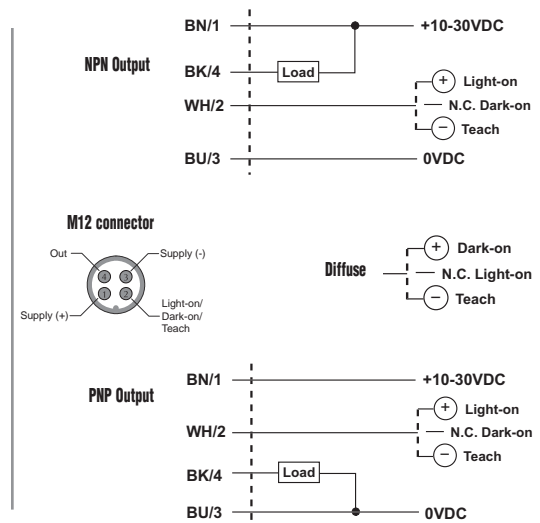 BN/1
+10-30VDC
NPN Output
BK/4
Load
+ Light-on
WH/2
N.C. Dark-on
− Teach
BU/3
0VDC
M12 connector
Out
Supply (-)
4
3
1
2
Supply (+)
Light-on/
Dark-on/
Teach
Diffuse
+ Dark-on
N.C. Light-on
− Teach
BN/1
+10-30VDC
PNP Output
+ Light-on
WH/2
N.C. Dark-on
− Teach
BK/4
Load
BU/3
0VDC